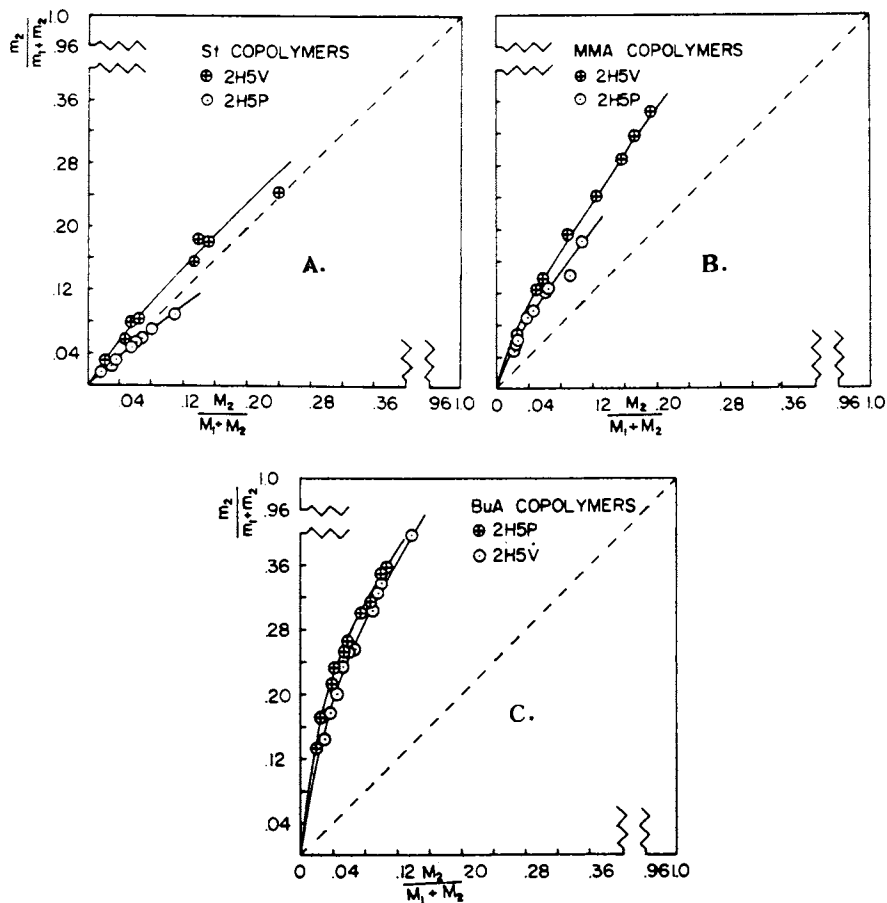 m₂
m₁ + m₂
1.0
.96
.36
.28
.20
.12
.04
St COPOLYMERS
⊕ 2H5V
⊙ 2H5P
A.
.04 .12 .20 .28 .36 .96 1.0
M₂
M₁ + M₂
1.0
.96
.36
.28
.20
.12
.04
MMA COPOLYMERS
⊕ 2H5V
⊙ 2H5P
B.
0 .04 .12 .20 .28 .36 .96 1.0
M₂
M₁ + M₂
m₂
m₁ + m₂
1.0
.96
.36
.28
.20
.12
.04
BuA COPOLYMERS
⊕ 2H5P
⊙ 2H5V
C.
0 .04 .12 .20 .28 .36 .96 1.0
M₂
M₁ + M₂